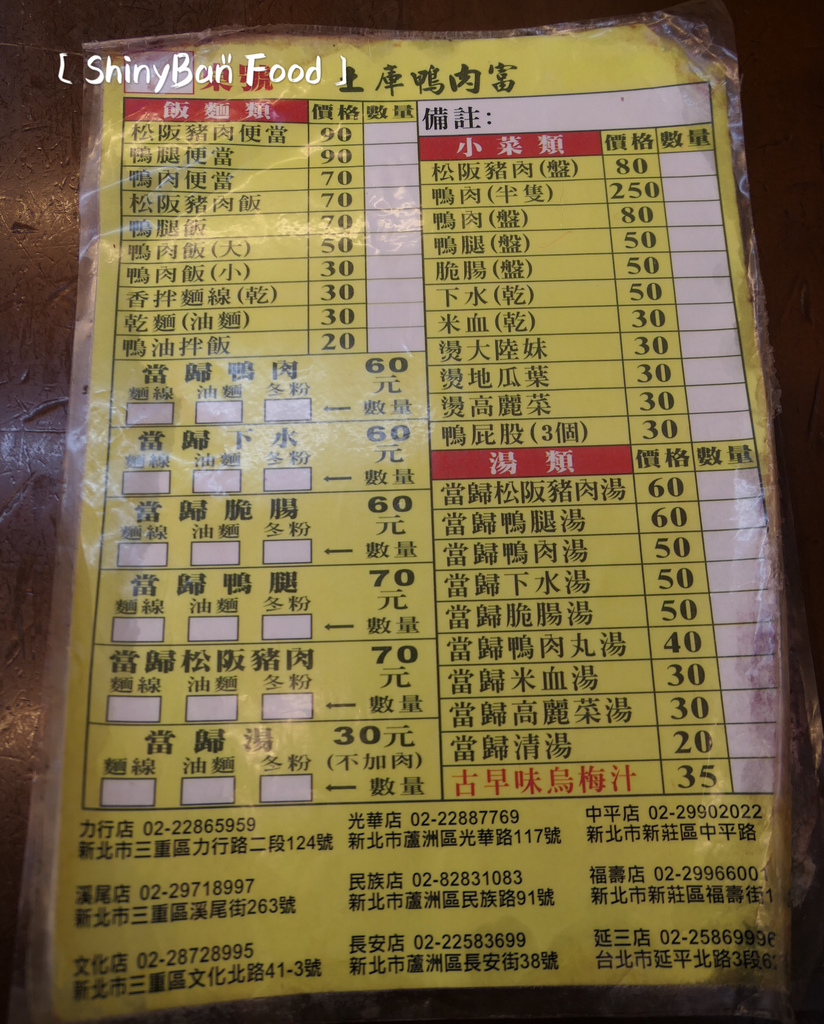 [ ShinyBan Food ]
號 土庫鴨肉富
飯麵類 價格 數量
松阪豬肉便當 90
鴨腿便當 90
鴨肉便當 70
松阪豬肉飯 70
鴨腿飯 70
鴨肉飯(大) 50
鴨肉飯(小) 30
香拌麵線(乾) 30
乾麵(油麵) 30
鴨油拌飯 20
當歸鴨肉 60元
麵線 油麵 冬粉 ←數量
當歸下水 60元
麵線 油麵 冬粉 ←數量
當歸脆腸 60元
麵線 油麵 冬粉 ←數量
當歸鴨腿 70元
麵線 油麵 冬粉 ←數量
當歸松阪豬肉 70元
麵線 油麵 冬粉 ←數量
當歸湯 30元
麵線 油麵 冬粉 (不加肉)
←數量
備註:
小菜類 價格 數量
松阪豬肉(盤) 80
鴨肉(半隻) 250
鴨肉(盤) 80
鴨腿(盤) 50
脆腸(盤) 50
下水(乾) 50
米血(乾) 30
燙大陸妹 30
燙地瓜葉 30
燙高麗菜 30
鴨屁股(3個) 30
湯類 價格 數量
當歸松阪豬肉湯 60
當歸鴨腿湯 60
當歸鴨肉湯 50
當歸下水湯 50
當歸脆腸湯 50
當歸鴨肉丸湯 40
當歸米血湯 30
當歸高麗菜湯 30
當歸清湯 20
古早味烏梅汁 35
力行店 02-22865959
新北市三重區力行路二段124號
光華店 02-22887769
新北市蘆洲區光華路117號
中平店 02-29902022
新北市新莊區中平路
溪尾店 02-29718997
新北市三重區溪尾街263號
民族店 02-82831083
新北市蘆洲區民族路91號
福壽店 02-29966001
新北市新莊區福壽街1
文化店 02-28728995
新北市三重區文化北路41-3號
長安店 02-22583699
新北市蘆洲區長安街38號
延三店 02-25869996
台北市延平北路3段6